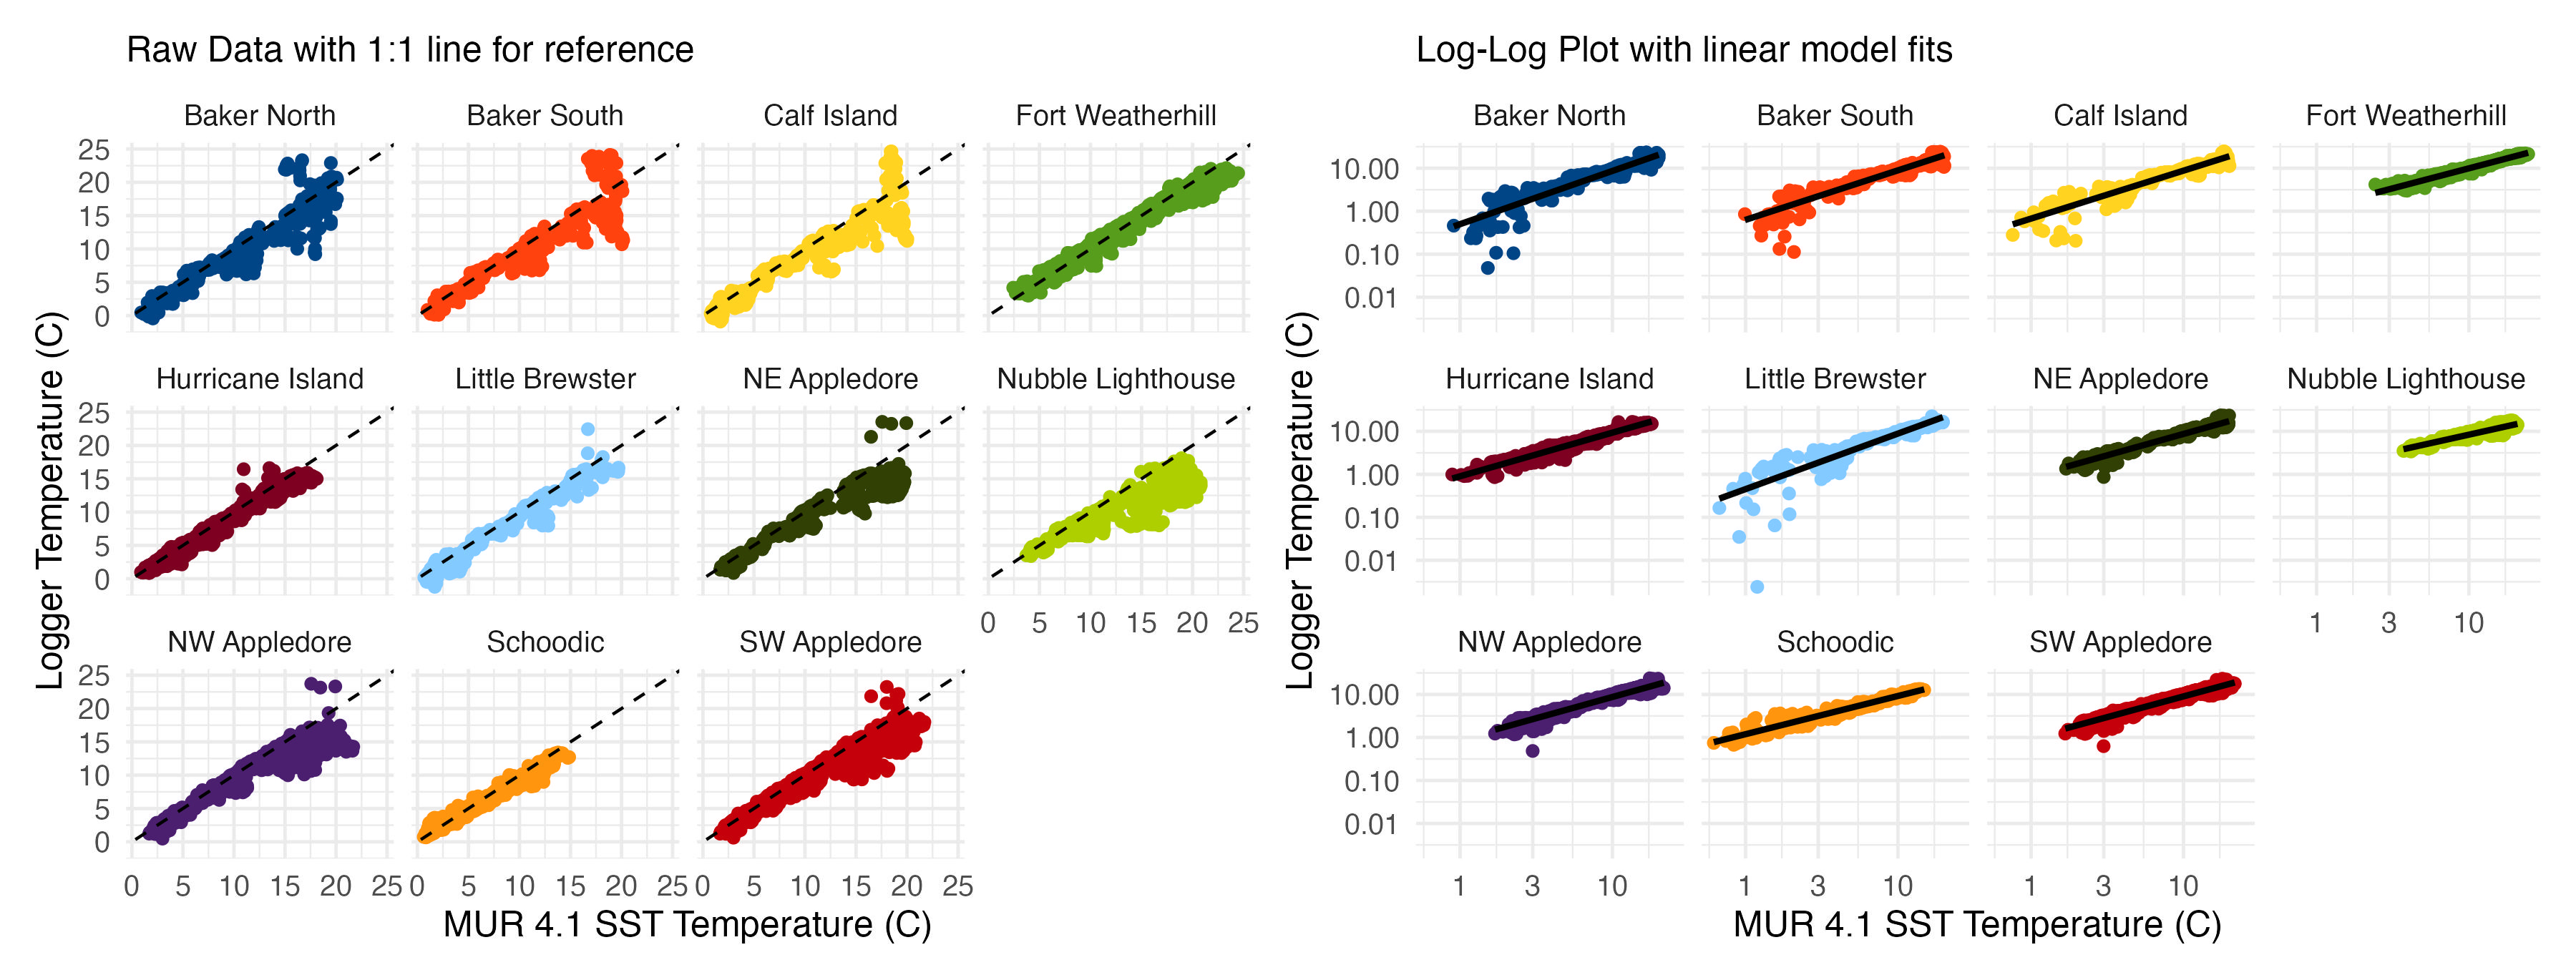 Raw Data with 1:1 line for reference
Baker North Baker South Calf Island Fort Weatherhill
25
20
15
10
5
0
Hurricane Island Little Brewster NE Appledore Nubble Lighthouse
25
20
15
10
5
0
0 5 10 15 20 25
NW Appledore Schoodic SW Appledore
25
20
15
10
5
0
0 5 10 15 20 25 0 5 10 15 20 25 0 5 10 15 20 25
Logger Temperature (C)
MUR 4.1 SST Temperature (C)
Log-Log Plot with linear model fits
Baker North Baker South Calf Island Fort Weatherhill
10.00
1.00
0.10
0.01
Hurricane Island Little Brewster NE Appledore Nubble Lighthouse
10.00
1.00
0.10
0.01
1 3 10
NW Appledore Schoodic SW Appledore
10.00
1.00
0.10
0.01
1 3 10 1 3 10 1 3 10
Logger Temperature (C)
MUR 4.1 SST Temperature (C)